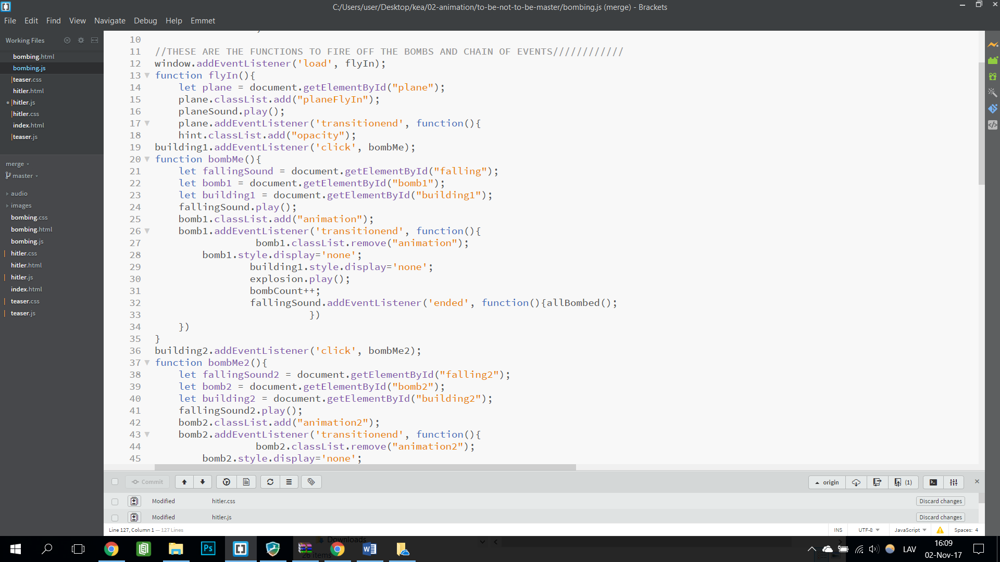 C:/Users/user/Desktop/kea/02-animation/to-be-not-to-be-master/bombing.js (merge) - Brackets
File Edit Find View Navigate Debug Help Emmet
Working Files
bombing.html
bombing.js
teaser.css
hitler.html
hitler.js
hitler.css
index.html
teaser.js
merge
master
audio
images
bombing.css
bombing.html
bombing.js
hitler.css
hitler.html
hitler.js
index.html
teaser.css
teaser.js
10
11 //THESE ARE THE FUNCTIONS TO FIRE OFF THE BOMBS AND CHAIN OF EVENTS////////////
12 window.addEventListener('load', flyIn);
13 function flyIn(){
14 let plane = document.getElementById("plane");
15 plane.classList.add("planeFlyIn");
16 planeSound.play();
17 plane.addEventListener('transitionend', function(){
18 hint.classList.add("opacity");
19 building1.addEventListener('click', bombMe);
20 function bombMe(){
21 let fallingSound = document.getElementById("falling");
22 let bomb1 = document.getElementById("bomb1");
23 let building1 = document.getElementById("building1");
24 fallingSound.play();
25 bomb1.classList.add("animation");
26 bomb1.addEventListener('transitionend', function(){
27 bomb1.classList.remove("animation");
28 bomb1.style.display='none';
29 building1.style.display='none';
30 explosion.play();
31 bombCount++;
32 fallingSound.addEventListener('ended', function(){allBombed();
33 })
34 })
35 }
36 building2.addEventListener('click', bombMe2);
37 function bombMe2(){
38 let fallingSound2 = document.getElementById("falling2");
39 let bomb2 = document.getElementById("bomb2");
40 let building2 = document.getElementById("building2");
41 fallingSound2.play();
42 bomb2.classList.add("animation2");
43 bomb2.addEventListener('transitionend', function(){
44 bomb2.classList.remove("animation2");
45 bomb2.style.display='none';
Commit origin (1) ×
Modified hitler.css Discard changes
Modified hitler.js Discard changes
Line 127, Column 1 — 127 Lines INS UTF-8 JavaScript Spaces: 4
Downloads
26 items
Ps
LAV
16:09
02-Nov-17